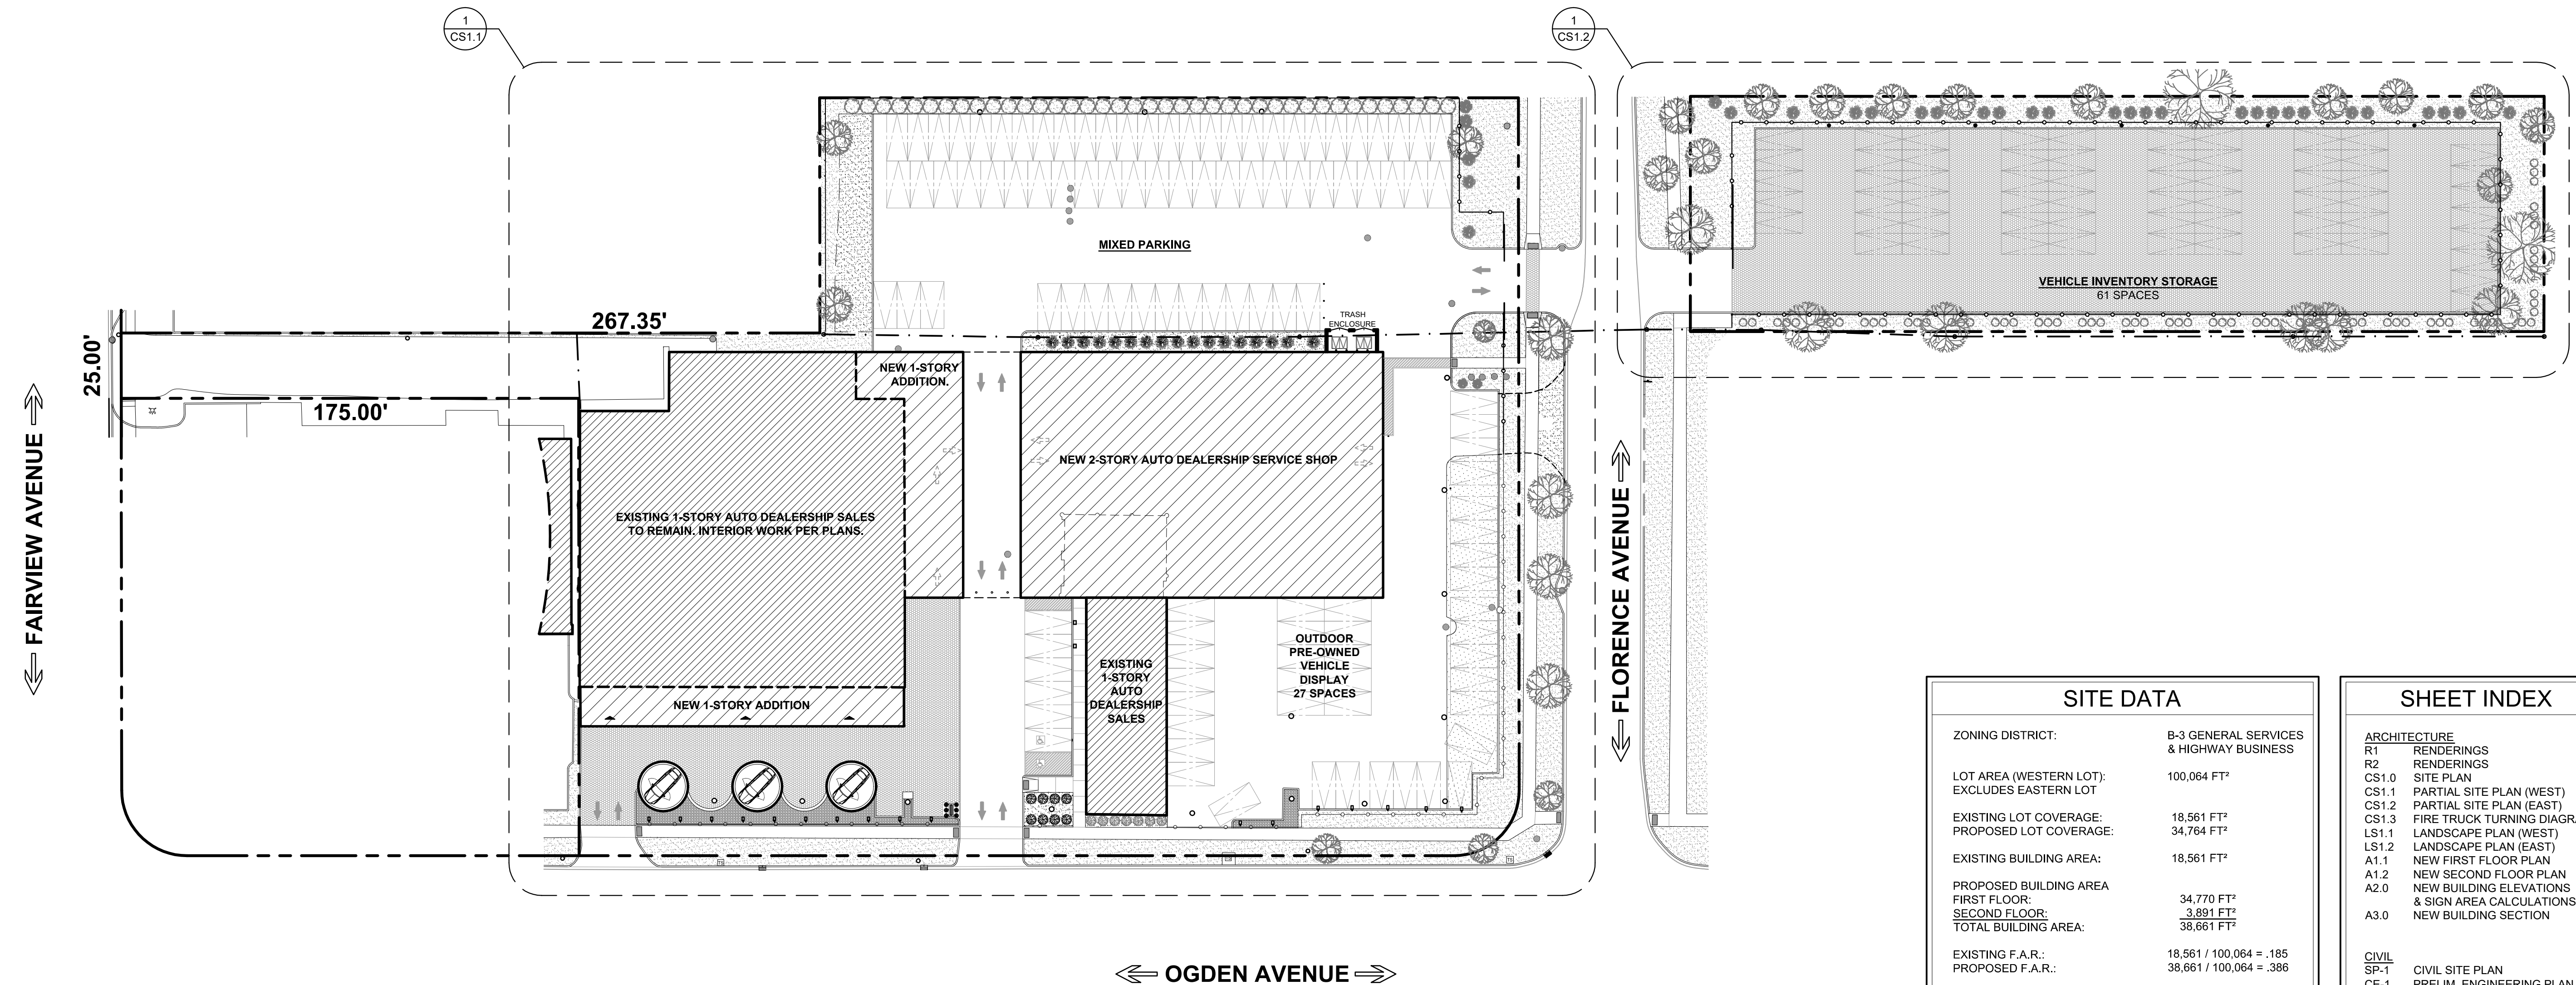 1
CS1.1
1
CS1.2
MIXED PARKING
VEHICLE INVENTORY STORAGE
61 SPACES
267.35'
TRASH
ENCLOSURE
25.00'
175.00'
NEW 1-STORY
ADDITION.
NEW 2-STORY AUTO DEALERSHIP SERVICE SHOP
EXISTING 1-STORY AUTO DEALERSHIP SALES
TO REMAIN. INTERIOR WORK PER PLANS.
FAIRVIEW AVENUE
FLORENCE AVENUE
OUTDOOR
PRE-OWNED
VEHICLE
DISPLAY
27 SPACES
EXISTING
1-STORY
AUTO
DEALERSHIP
SALES
NEW 1-STORY ADDITION
OGDEN AVENUE
SITE DATA
ZONING DISTRICT: B-3 GENERAL SERVICES
& HIGHWAY BUSINESS
LOT AREA (WESTERN LOT): 100,064 FT²
EXCLUDES EASTERN LOT
EXISTING LOT COVERAGE: 18,561 FT²
PROPOSED LOT COVERAGE: 34,764 FT²
EXISTING BUILDING AREA: 18,561 FT²
PROPOSED BUILDING AREA
FIRST FLOOR: 34,770 FT²
SECOND FLOOR: 3,891 FT²
TOTAL BUILDING AREA: 38,661 FT²
EXISTING F.A.R.: 18,561 / 100,064 = .185
PROPOSED F.A.R.: 38,661 / 100,064 = .386
SHEET INDEX
ARCHITECTURE
R1 RENDERINGS
R2 RENDERINGS
CS1.0 SITE PLAN
CS1.1 PARTIAL SITE PLAN (WEST)
CS1.2 PARTIAL SITE PLAN (EAST)
CS1.3 FIRE TRUCK TURNING DIAGRA
LS1.1 LANDSCAPE PLAN (WEST)
LS1.2 LANDSCAPE PLAN (EAST)
A1.1 NEW FIRST FLOOR PLAN
A1.2 NEW SECOND FLOOR PLAN
A2.0 NEW BUILDING ELEVATIONS
& SIGN AREA CALCULATIONS
A3.0 NEW BUILDING SECTION
CIVIL
SP-1 CIVIL SITE PLAN
CE-1 PRELIM. ENGINEERING PLAN